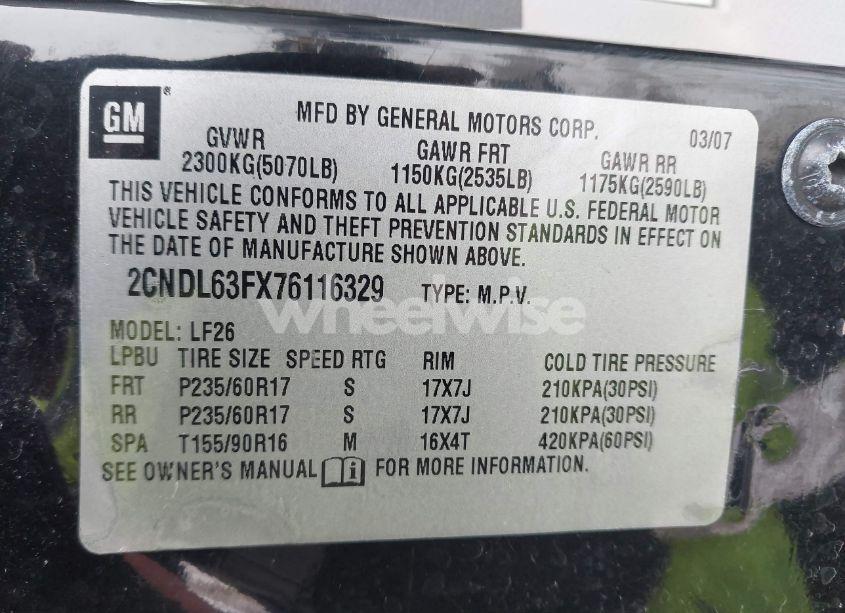 GM
MFD BY GENERAL MOTORS CORP. 03/07
GVWR GAWR FRT GAWR RR
2300KG(5070LB) 1150KG(2535LB) 1175KG(2590LB)
THIS VEHICLE CONFORMS TO ALL APPLICABLE U.S. FEDERAL MOTOR
VEHICLE SAFETY AND THEFT PREVENTION STANDARDS IN EFFECT ON
THE DATE OF MANUFACTURE SHOWN ABOVE.
2CNDL63FX76116329 TYPE: M.P.V.
wheelwise
MODEL: LF26
LPBU TIRE SIZE SPEED RTG RIM COLD TIRE PRESSURE
FRT P235/60R17 S 17X7J 210KPA(30PSI)
RR P235/60R17 S 17X7J 210KPA(30PSI)
SPA T155/90R16 M 16X4T 420KPA(60PSI)
SEE OWNER'S MANUAL i FOR MORE INFORMATION.